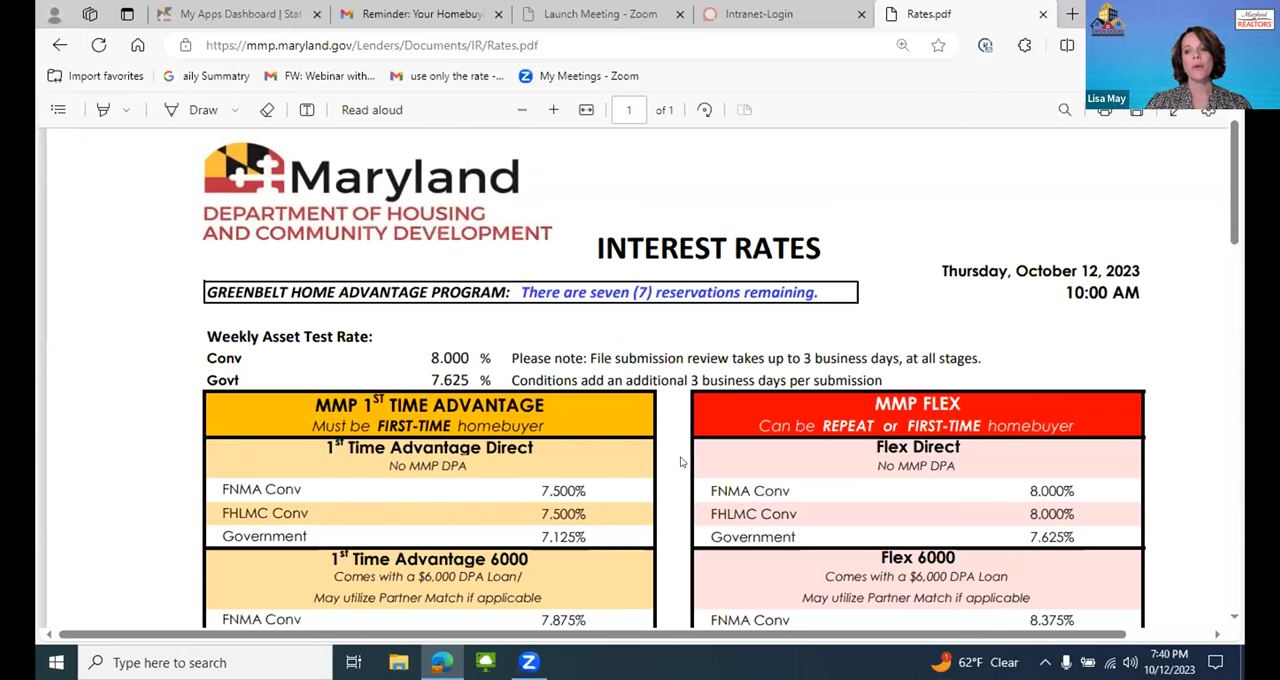 My Apps Dashboard | Stat
Reminder: Your Homebuy
Launch Meeting - Zoom
Intranet-Login
Rates.pdf
https://mmp.maryland.gov/Lenders/Documents/IR/Rates.pdf
Import favorites
aily Summatry
FW: Webinar with...
use only the rate -...
My Meetings - Zoom
Draw
Read aloud
1 of 1
OPEN DOORS
Maryland
REALTORS
Lisa May
Maryland
DEPARTMENT OF HOUSING
AND COMMUNITY DEVELOPMENT
INTEREST RATES
Thursday, October 12, 2023
10:00 AM
GREENBELT HOME ADVANTAGE PROGRAM: There are seven (7) reservations remaining.
Weekly Asset Test Rate:
Conv 8.000 % Please note: File submission review takes up to 3 business days, at all stages.
Govt 7.625 % Conditions add an additional 3 business days per submission
MMP 1ST TIME ADVANTAGE
Must be FIRST-TIME homebuyer
1st Time Advantage Direct
No MMP DPA
FNMA Conv 7.500%
FHLMC Conv 7.500%
Government 7.125%
1st Time Advantage 6000
Comes with a $6,000 DPA Loan/
May utilize Partner Match if applicable
FNMA Conv 7.875%
MMP FLEX
Can be REPEAT or FIRST-TIME homebuyer
Flex Direct
No MMP DPA
FNMA Conv 8.000%
FHLMC Conv 8.000%
Government 7.625%
Flex 6000
Comes with a $6,000 DPA Loan
May utilize Partner Match if applicable
FNMA Conv 8.375%
Type here to search
62°F Clear
7:40 PM
10/12/2023